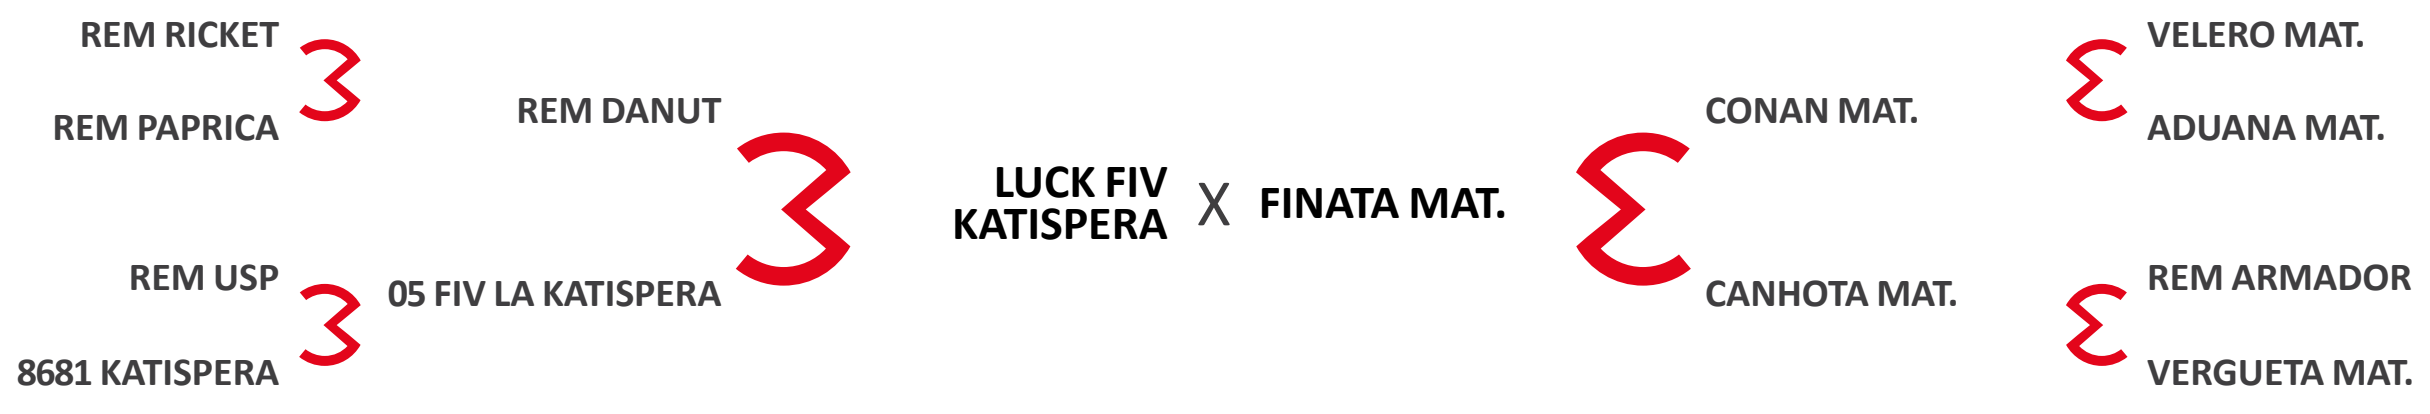 REM RICKET
REM PAPRICA
REM USP
8681 KATISPERA
REM DANUT
05 FIV LA KATISPERA
LUCK FIV
KATISPERA
X
FINATA MAT.
CONAN MAT.
CANHOTA MAT.
VELERO MAT.
ADUANA MAT.
REM ARMADOR
VERGUETA MAT.